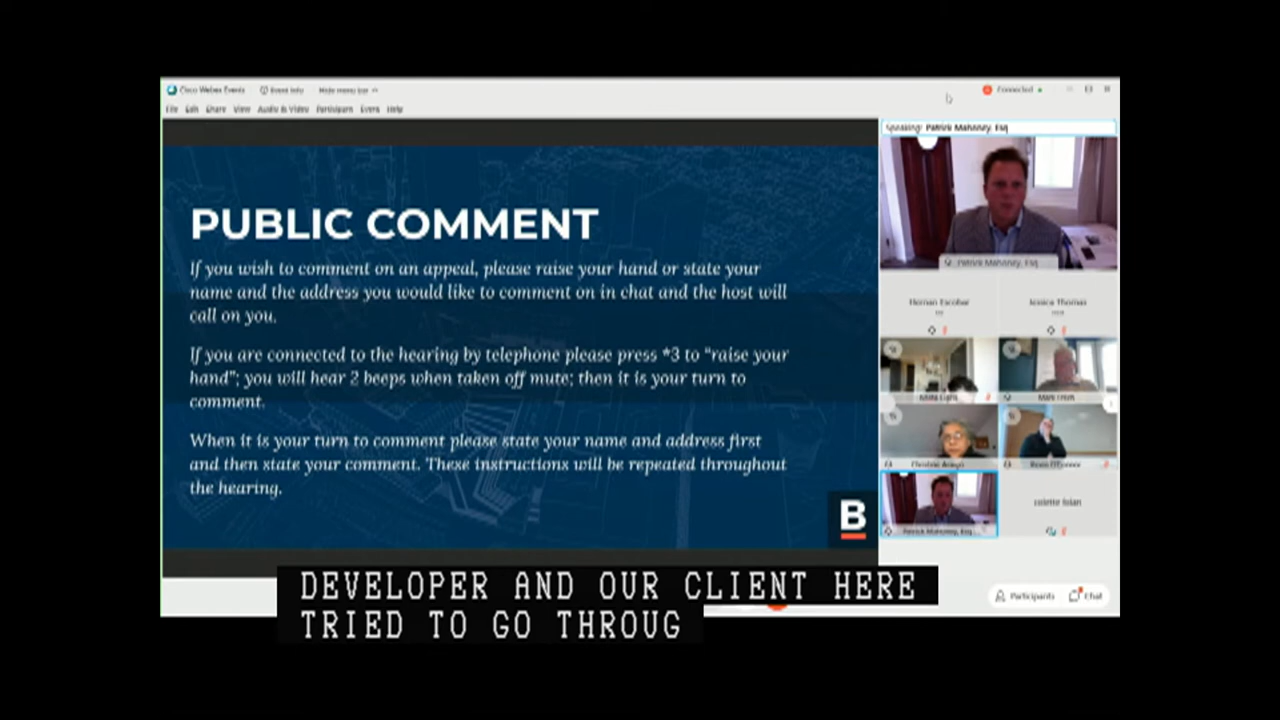 Cisco Webex Events Event Info Hide menu bar Connected
File Edit Share View Audio & Video Participant Event Help
Speaking: Patrick Mahoney, Esq
Patrick Mahoney, Esq
PUBLIC COMMENT
If you wish to comment on an appeal, please raise your hand or state your
name and the address you would like to comment on in chat and the host will
call on you.
If you are connected to the hearing by telephone please press *3 to “raise your
hand”; you will hear 2 beeps when taken off mute; then it is your turn to
comment.
When it is your turn to comment please state your name and address first
and then state your comment. These instructions will be repeated throughout
the hearing.
B
Hernan Escobar
Jessica Thomas
Mark
Christine Araujo
Kevin O'Connor
Patrick Mahoney, Esq
colette
Participants
Chat
DEVELOPER AND OUR CLIENT HERE
TRIED TO GO THROUG